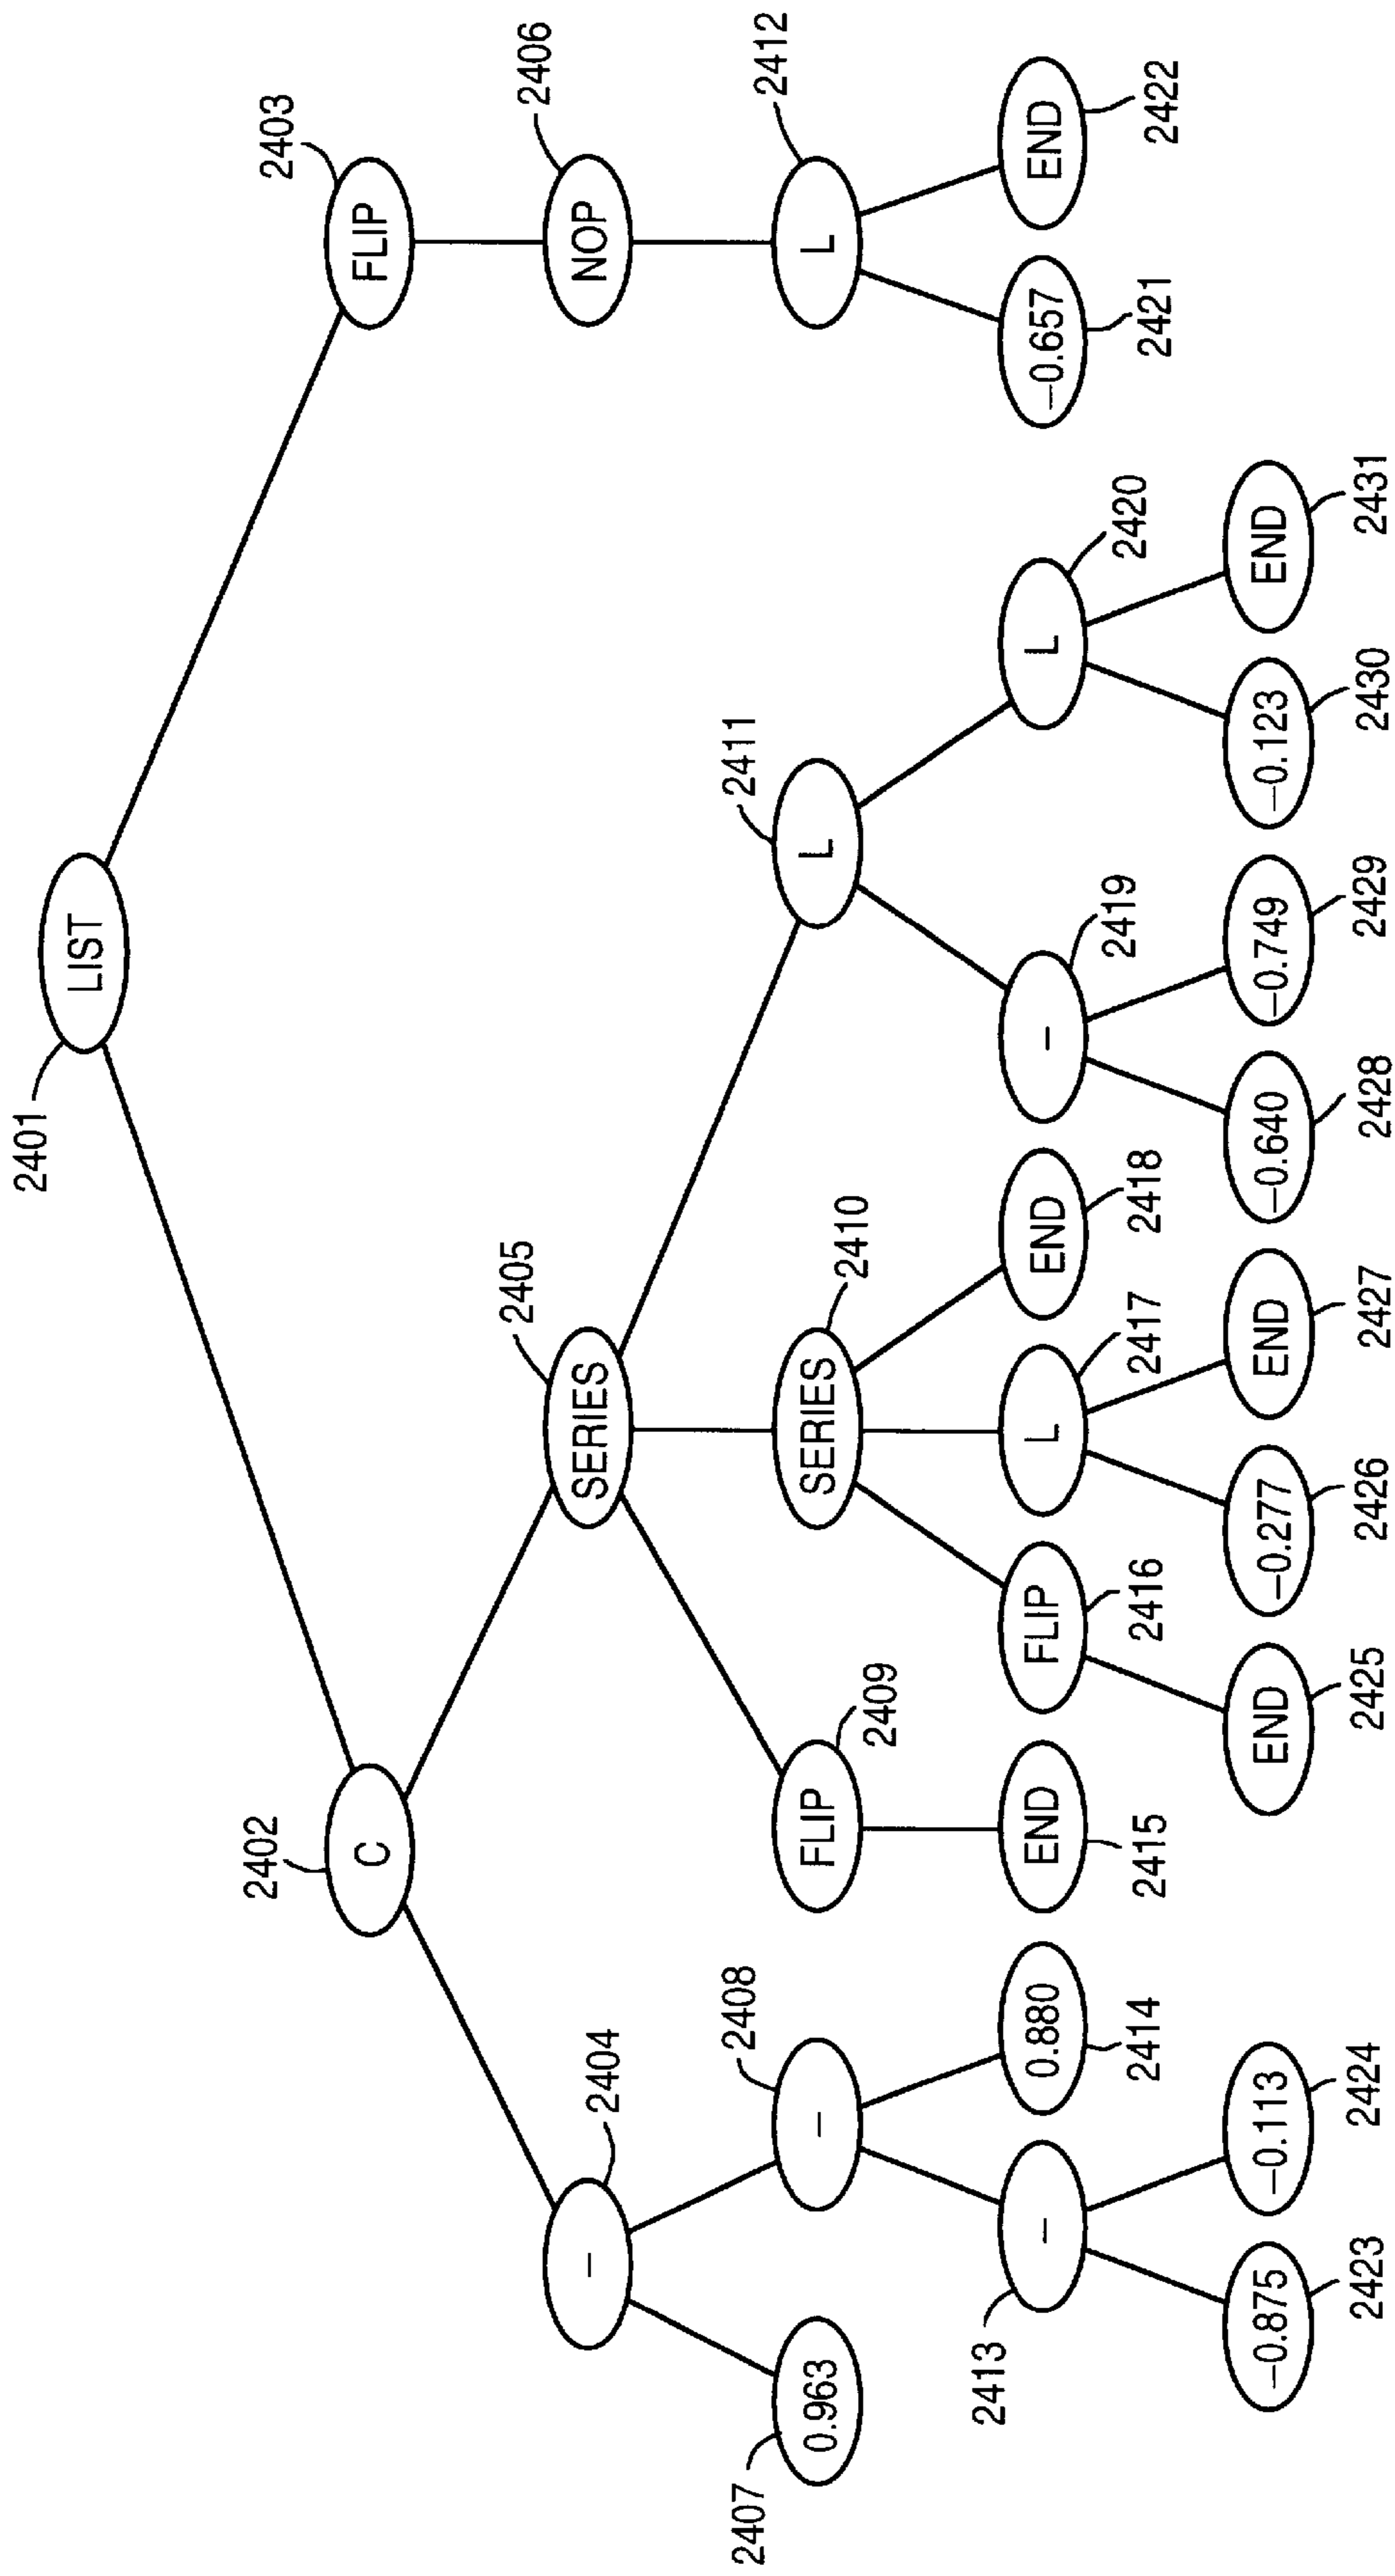 2401
LIST
2402
C
2403
FLIP
2404
–
2405
SERIES
2406
NOP
2407
0.963
2408
–
2409
FLIP
2410
SERIES
2411
L
2412
L
2413
–
2414
0.880
2415
END
2416
FLIP
2417
L
2418
END
2419
–
2420
L
2421
–0.657
2422
END
2423
–0.875
2424
–0.113
2425
END
2426
–0.277
2427
END
2428
–0.640
2429
–0.749
2430
–0.123
2431
END